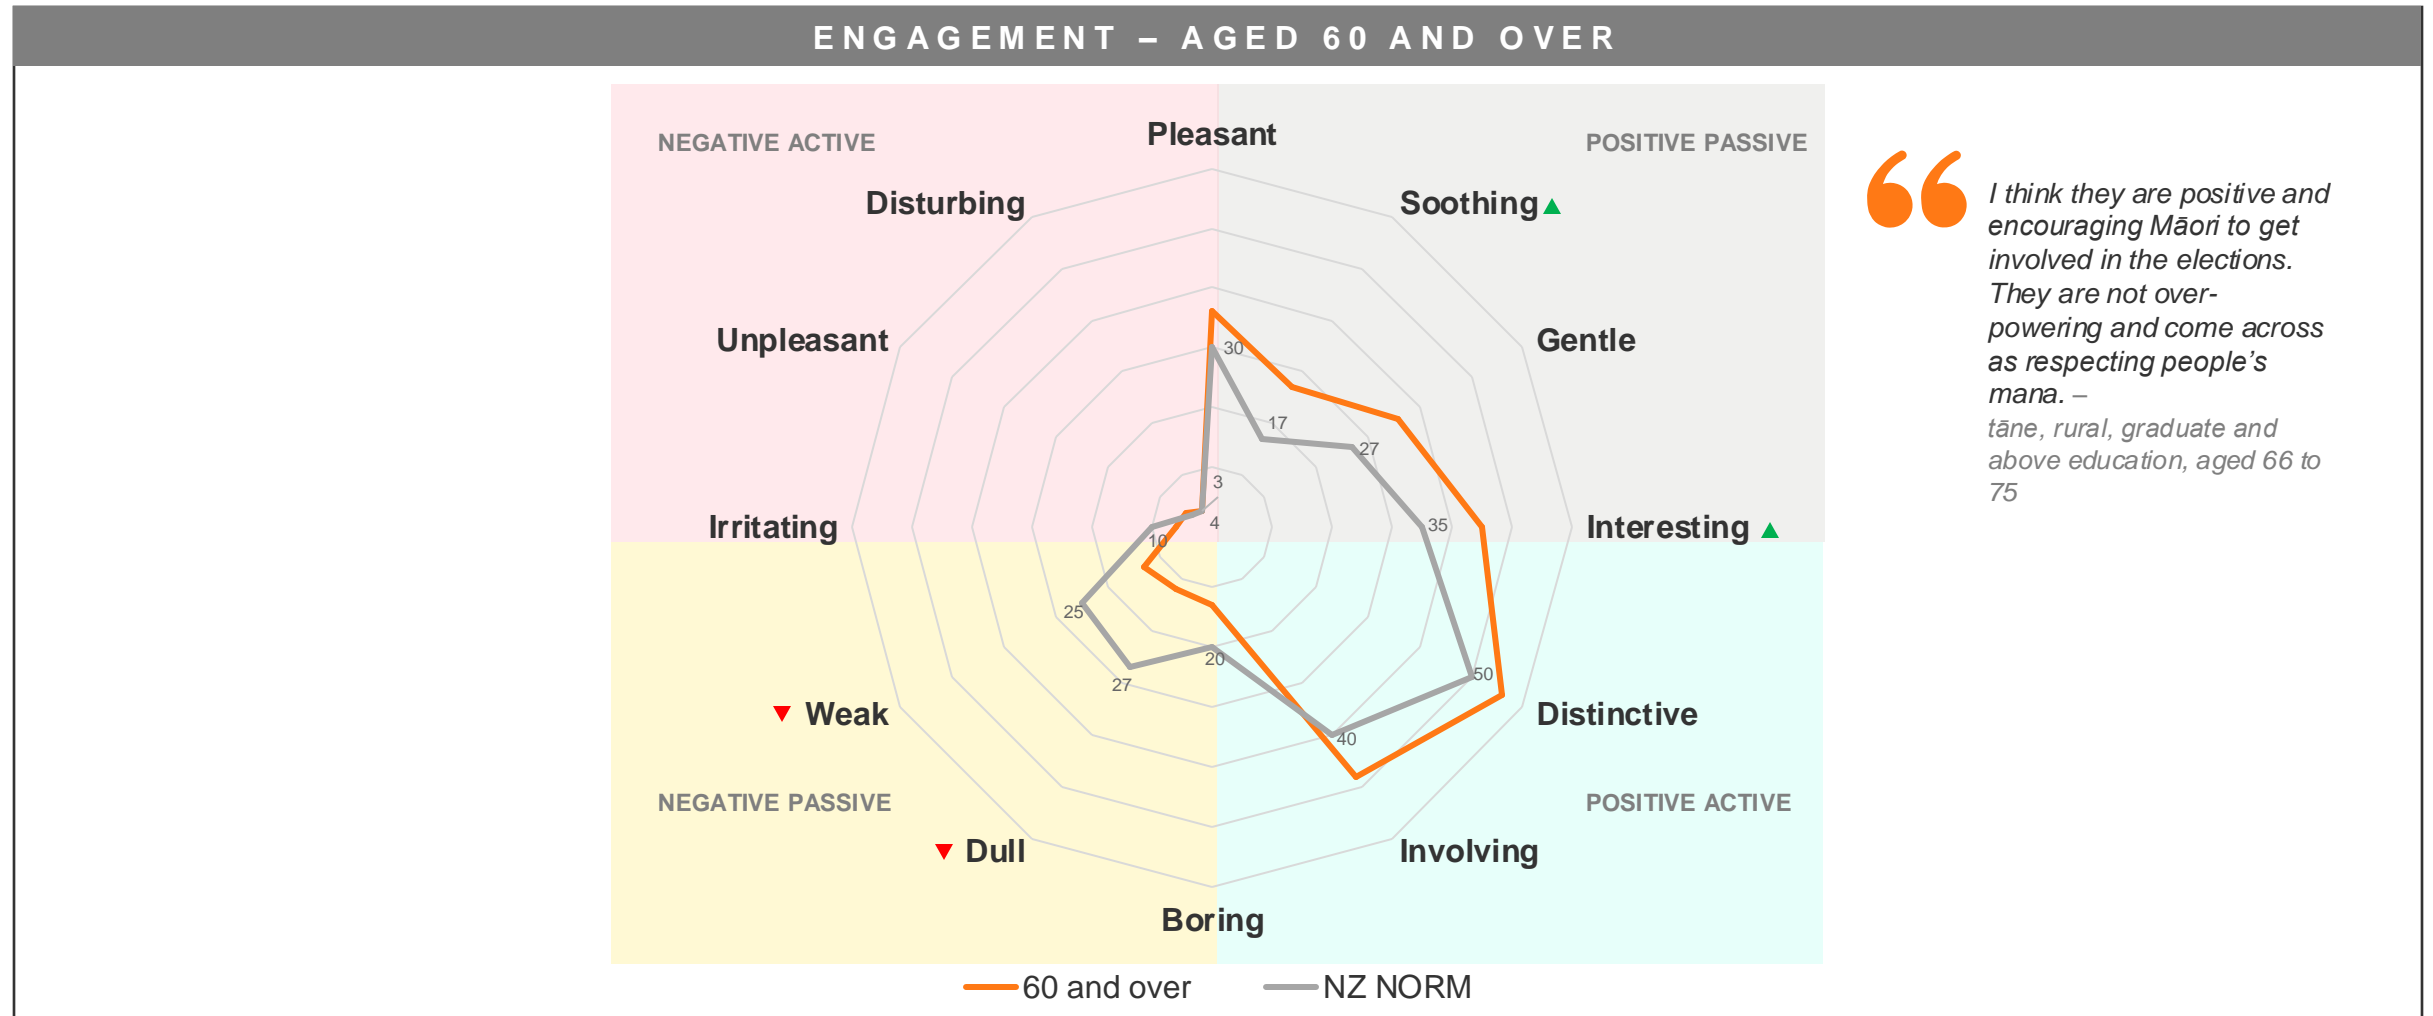 ENGAGEMENT – AGED 60 AND OVER
NEGATIVE ACTIVE
Pleasant
POSITIVE PASSIVE
Disturbing
Soothing
Unpleasant
Gentle
30
17
27
3
4
Irritating
10
35
Interesting
25
20
27
50
40
Weak
Distinctive
NEGATIVE PASSIVE
POSITIVE ACTIVE
Dull
Involving
Boring
60 and over
NZ NORM
I think they are positive and
encouraging Māori to get
involved in the elections.
They are not over-
powering and come across
as respecting people’s
mana. –
tāne, rural, graduate and
above education, aged 66 to
75